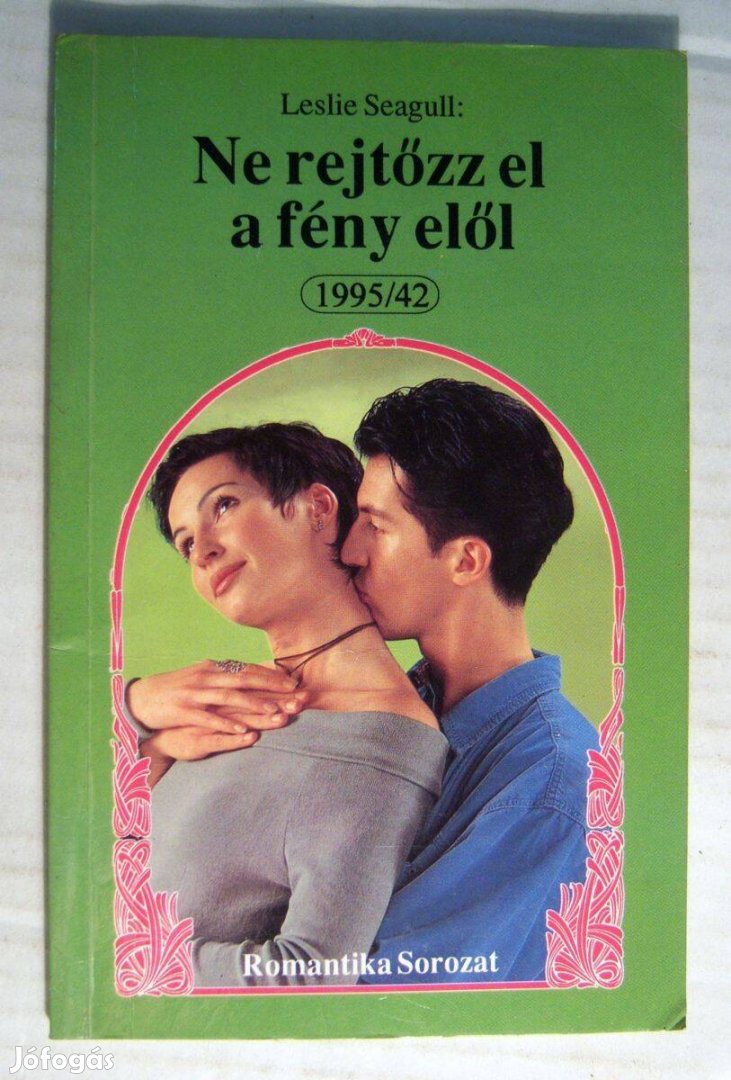 Leslie Seagull:
Ne rejtőzz el
a fény elől
1995/42
Romantika Sorozat
Jófogás